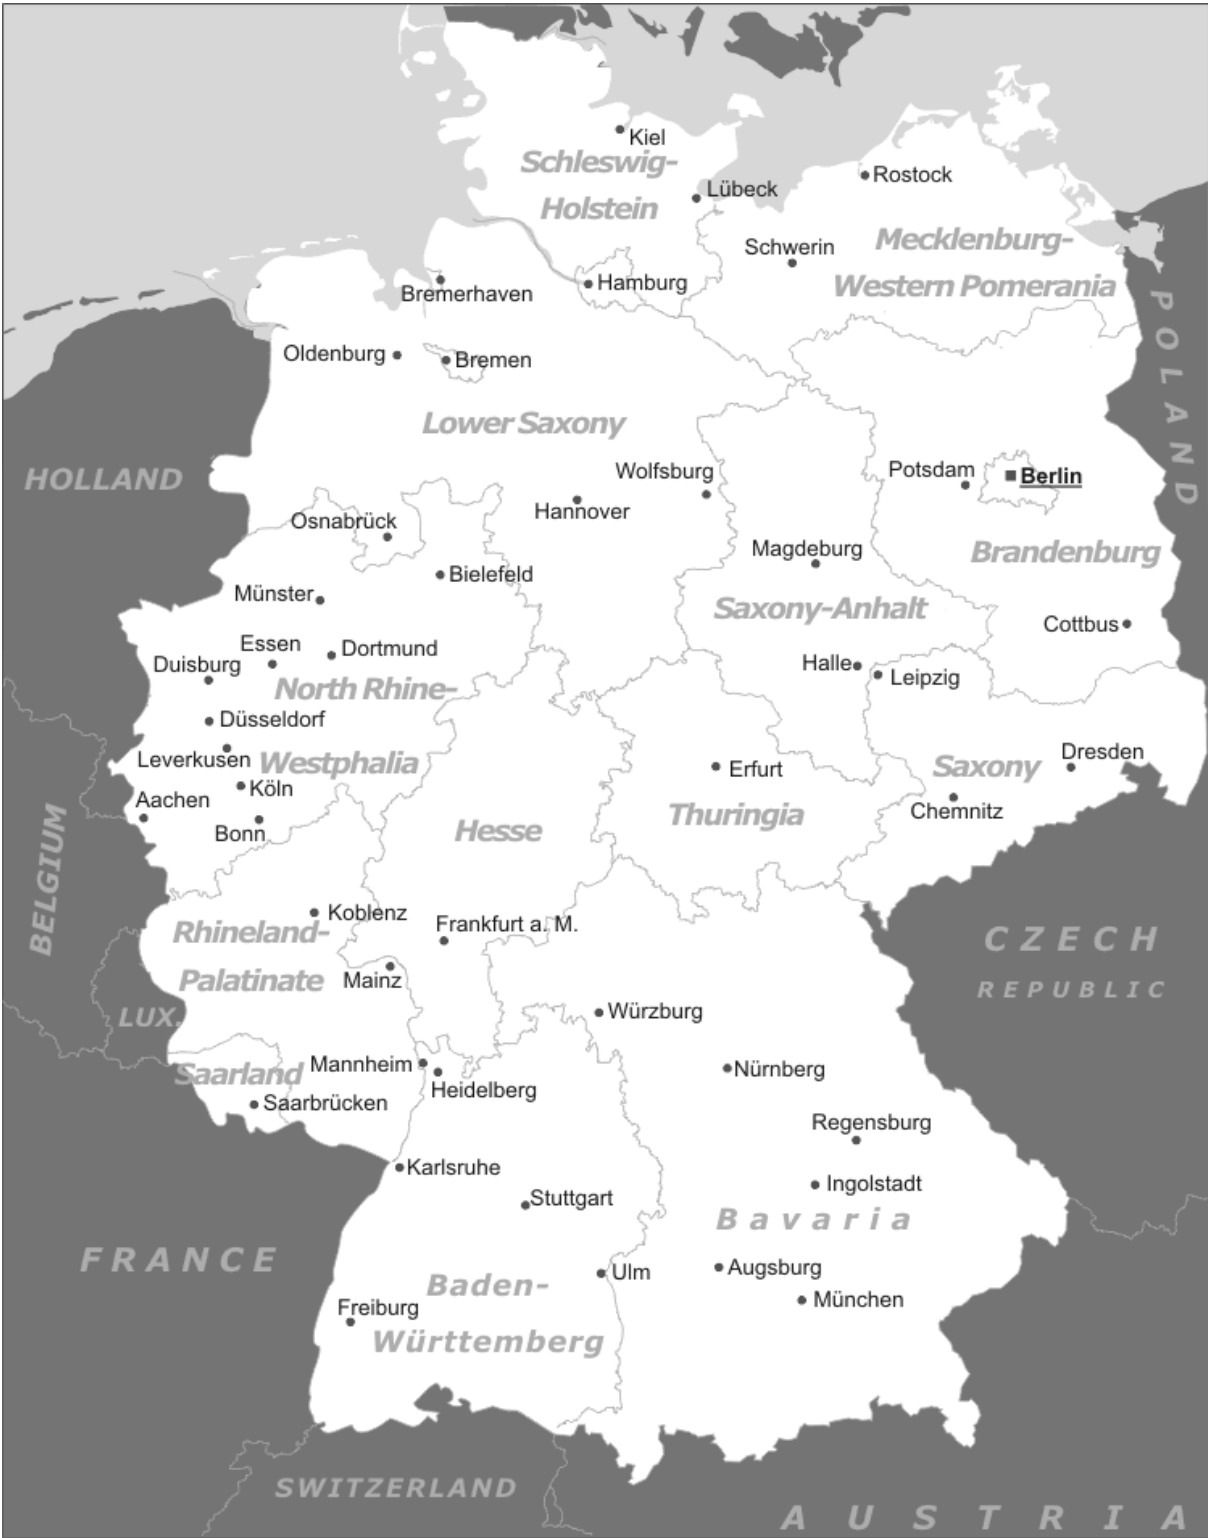 Kiel
Schleswig-
Holstein
Lübeck
Rostock
Schwerin
Mecklenburg-
Western Pomerania
Hamburg
Bremerhaven
Oldenburg
Bremen
POLAND
Lower Saxony
HOLLAND
Wolfsburg
Hannover
Potsdam
Berlin
Osnabrück
Bielefeld
Magdeburg
Brandenburg
Münster
Saxony-Anhalt
Cottbus
Essen
Dortmund
Duisburg
North Rhine-
Halle
Leipzig
Düsseldorf
Leverkusen
Westphalia
Erfurt
Saxony
Dresden
Köln
Aachen
Bonn
Hesse
Thuringia
Chemnitz
BELGIUM
Koblenz
Rhineland-
Palatinate
Frankfurt a. M.
Mainz
CZECH
REPUBLIC
LUX.
Würzburg
Saarland
Mannheim
Heidelberg
Nürnberg
Saarbrücken
Regensburg
Karlsruhe
Ingolstadt
Stuttgart
Bavaria
FRANCE
Baden-
Württemberg
Ulm
Augsburg
München
Freiburg
SWITZERLAND
AUSTRIA